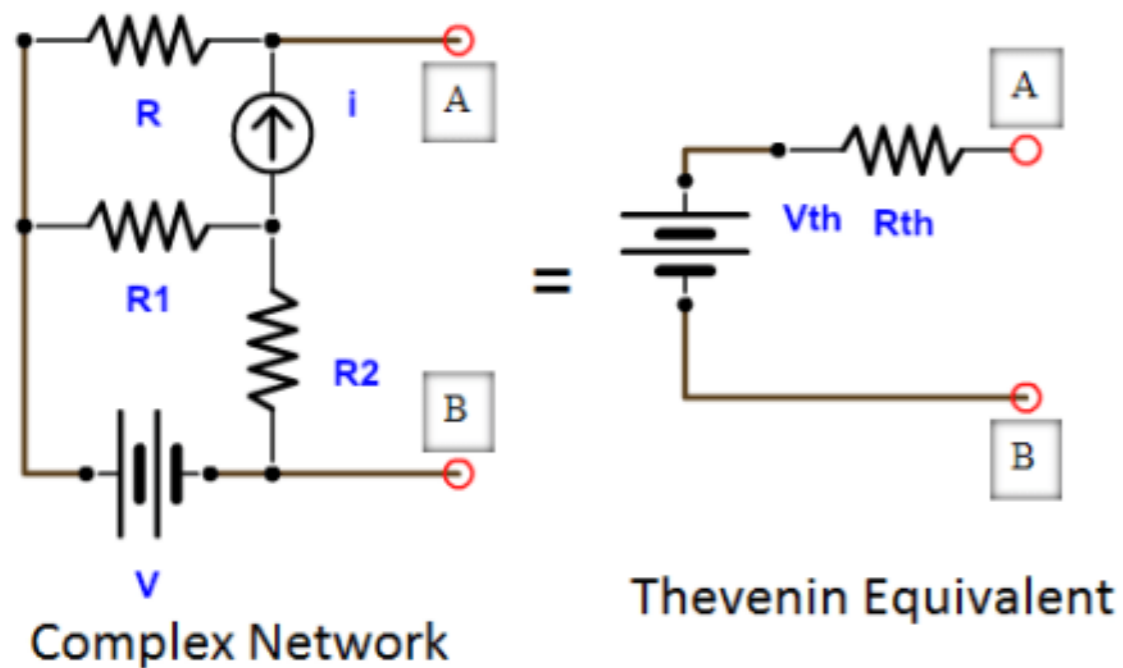 R
i
A
R1
R2
B
V
Complex Network
=
A
Vth
Rth
B
Thevenin Equivalent